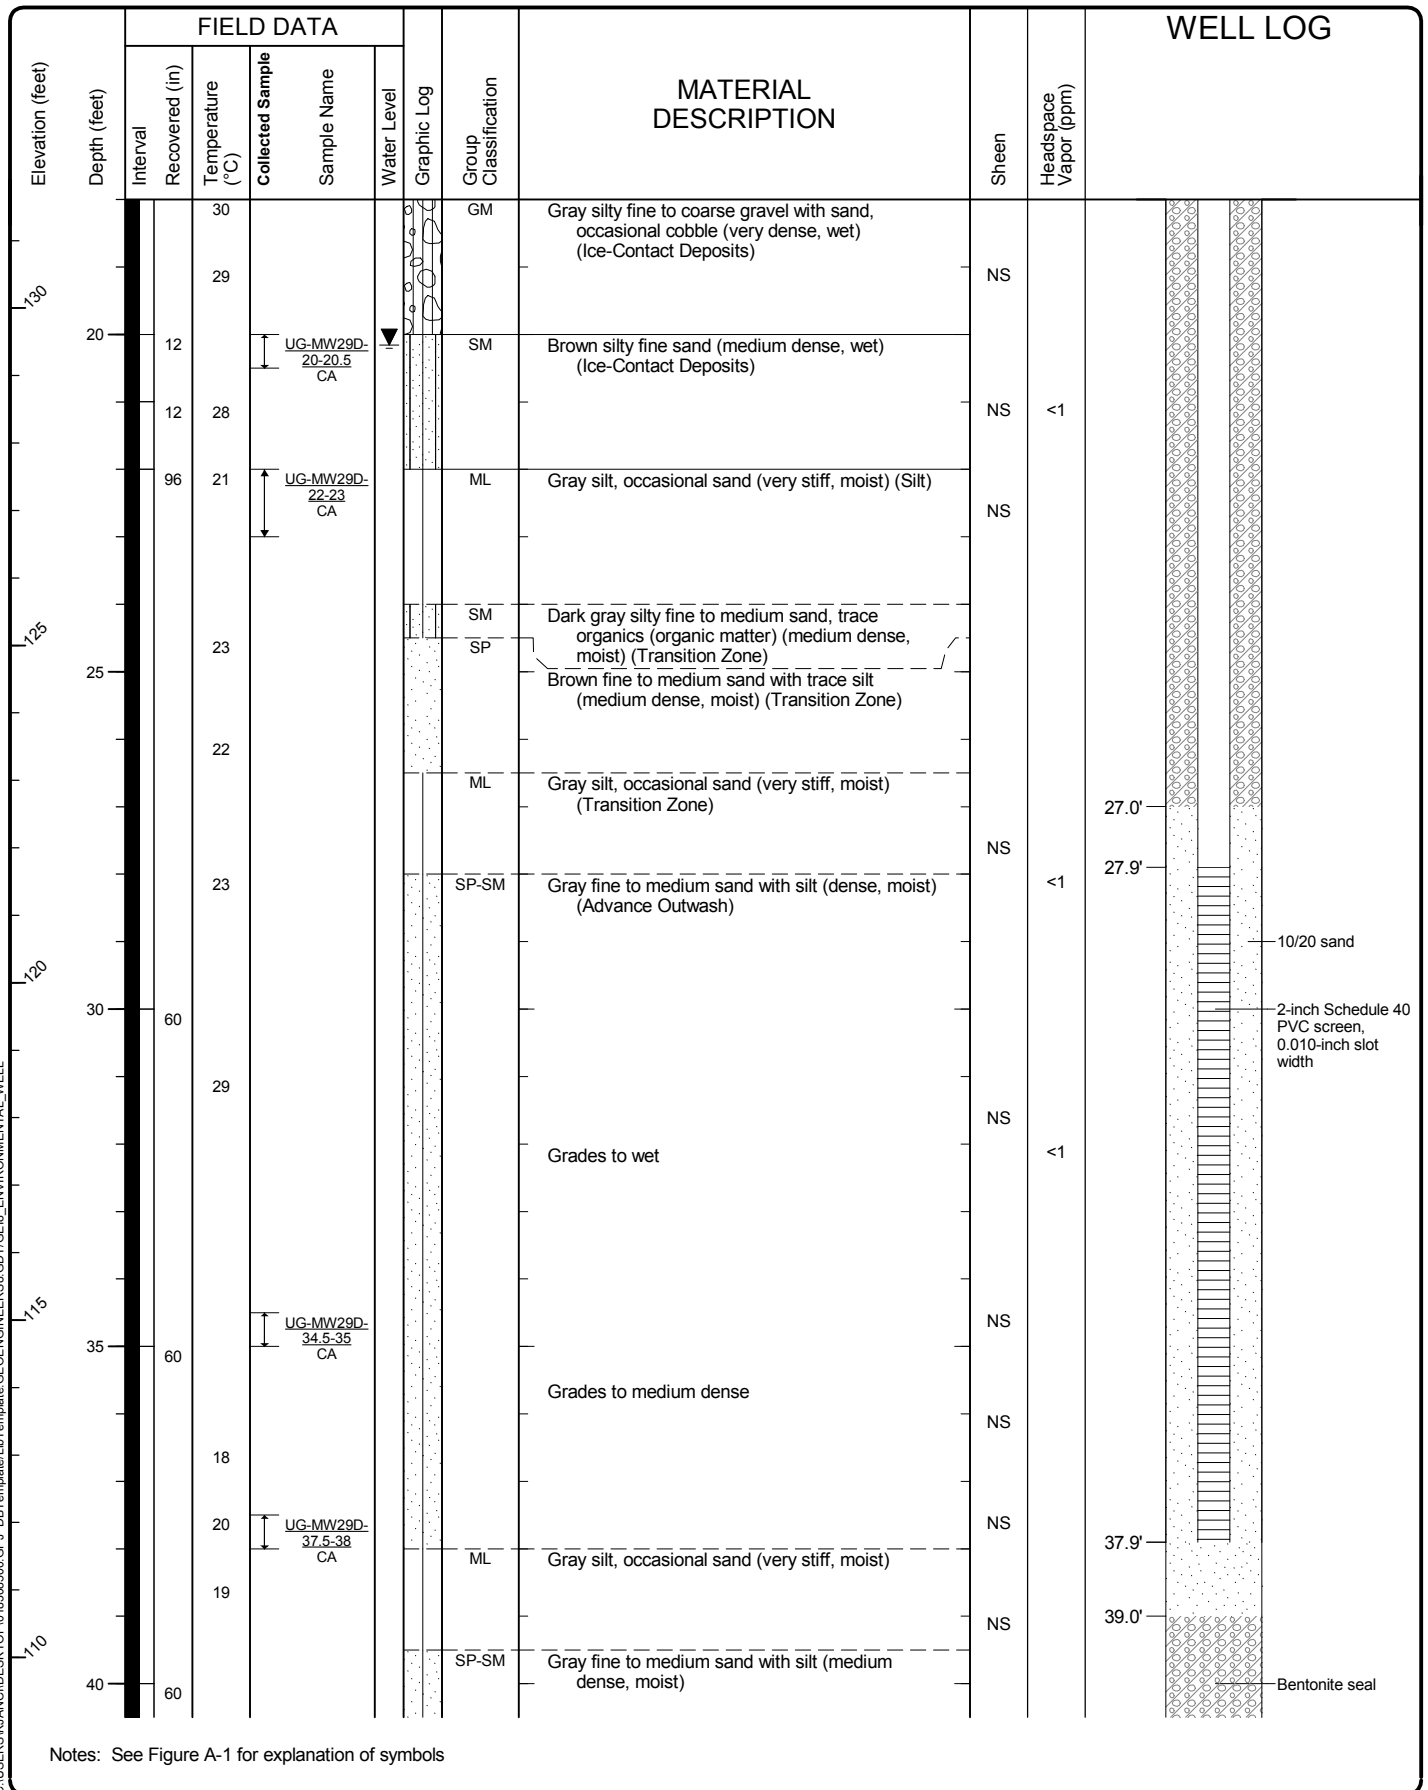 FIELD DATA
WELL LOG
Elevation (feet)
Depth (feet)
Interval
Recovered (in)
Temperature
(°C)
Collected Sample
Sample Name
Water Level
Graphic Log
Group
Classification
MATERIAL
DESCRIPTION
Sheen
Headspace
Vapor (ppm)
30
GM
Gray silty fine to coarse gravel with sand,
occasional cobble (very dense, wet)
(Ice-Contact Deposits)
29
NS
130
20
12
UG-MW29D-
20-20.5
CA
SM
Brown silty fine sand (medium dense, wet)
(Ice-Contact Deposits)
12
28
NS
<1
96
21
UG-MW29D-
22-23
CA
ML
Gray silt, occasional sand (very stiff, moist) (Silt)
NS
125
SM
Dark gray silty fine to medium sand, trace
organics (organic matter) (medium dense,
moist) (Transition Zone)
23
SP
25
Brown fine to medium sand with trace silt
(medium dense, moist) (Transition Zone)
22
ML
Gray silt, occasional sand (very stiff, moist)
(Transition Zone)
27.0'
NS
27.9'
23
SP-SM
Gray fine to medium sand with silt (dense, moist)
(Advance Outwash)
<1
10/20 sand
120
30
60
2-inch Schedule 40
PVC screen,
0.010-inch slot
width
29
NS
Grades to wet
<1
115
UG-MW29D-
34.5-35
CA
NS
35
60
Grades to medium dense
NS
18
20
UG-MW29D-
37.5-38
CA
NS
37.9'
ML
Gray silt, occasional sand (very stiff, moist)
19
39.0'
NS
110
SP-SM
Gray fine to medium sand with silt (medium
dense, moist)
40
60
Bentonite seal
Notes: See Figure A-1 for explanation of symbols